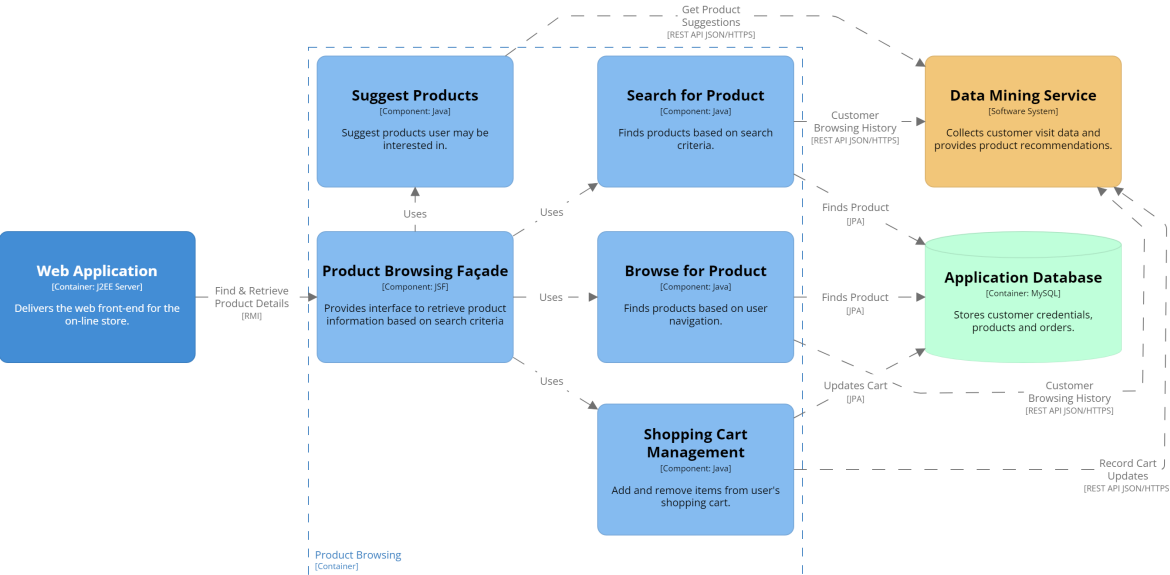 Get Product
Suggestions
[REST API JSON/HTTPS]
Suggest Products
[Component: Java]
Suggest products user may be
interested in.
Search for Product
[Component: Java]
Finds products based on search
criteria.
Customer
Browsing History
[REST API JSON/HTTPS]
Data Mining Service
[Software System]
Collects customer visit data and
provides product recommendations.
Uses
Uses
Finds Product
[JPA]
Web Application
[Container: J2EE Server]
Delivers the web front-end for the
on-line store.
Find & Retrieve
Product Details
[RMI]
Product Browsing Façade
[Component: JSF]
Provides interface to retrieve product
information based on search criteria
Uses
Browse for Product
[Component: Java]
Finds products based on user
navigation.
Finds Product
[JPA]
Application Database
[Container: MySQL]
Stores customer credentials,
products and orders.
Uses
Updates Cart
[JPA]
Customer
Browsing History
[REST API JSON/HTTPS]
Shopping Cart
Management
[Component: Java]
Add and remove items from user's
shopping cart.
Record Cart
Updates
[REST API JSON/HTTPS
Product Browsing
[Container]